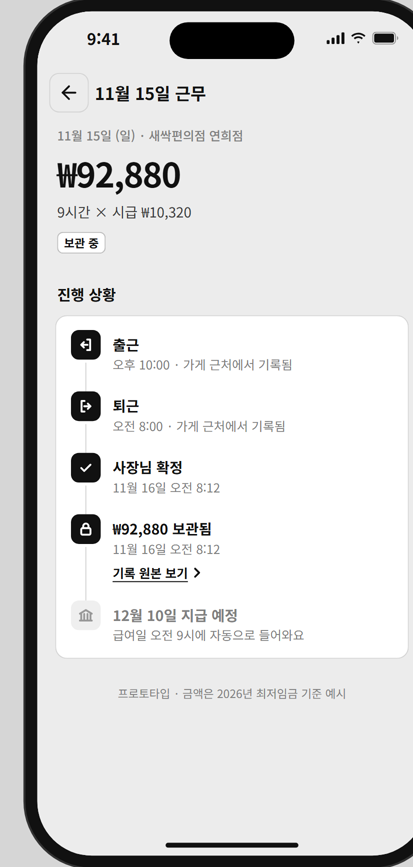 9:41
11월 15일 근무
11월 15일 (일) · 새싹편의점 연희점
₩92,880
9시간 × 시급 ₩10,320
보관 중
진행 상황
출근
오후 10:00 · 가게 근처에서 기록됨
퇴근
오전 8:00 · 가게 근처에서 기록됨
사장님 확정
11월 16일 오전 8:12
₩92,880 보관됨
11월 16일 오전 8:12
기록 원본 보기
12월 10일 지급 예정
급여일 오전 9시에 자동으로 들어와요
프로토타입 · 금액은 2026년 최저임금 기준 예시